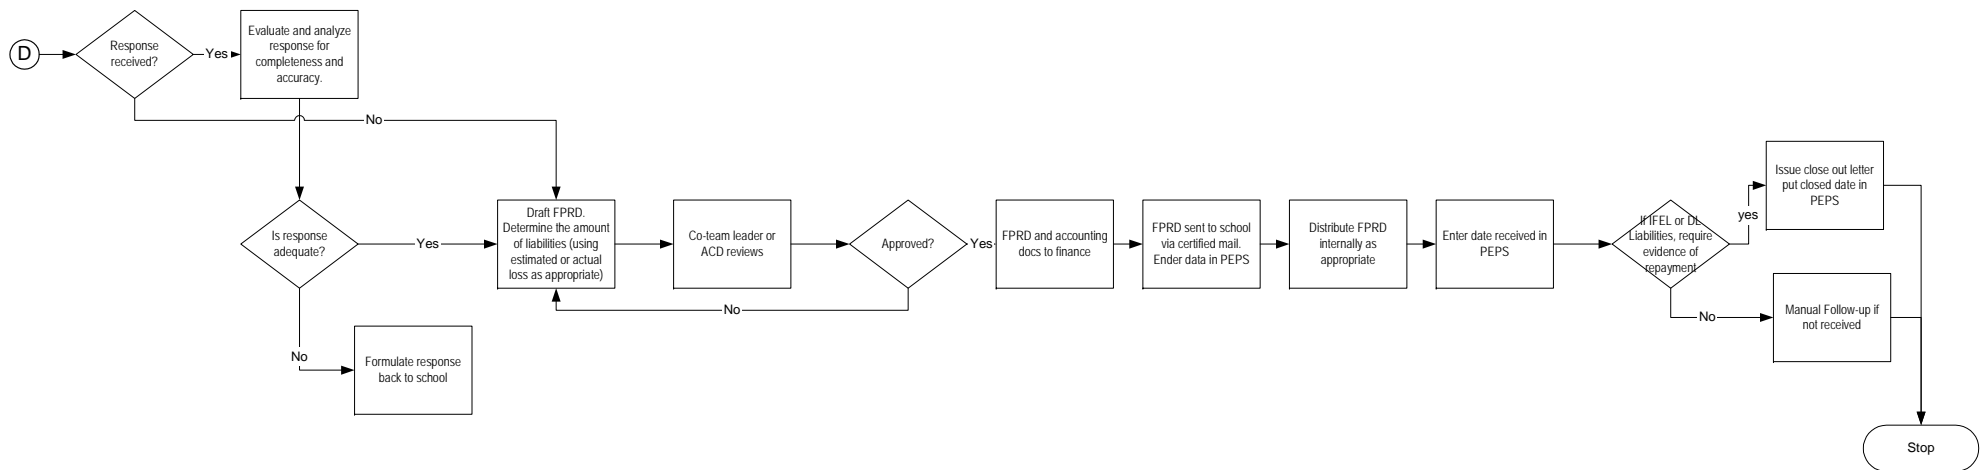 D
Response
received?
Yes
Evaluate and analyze
response for
completeness and
accuracy.
No
Is response
adequate?
Yes
No
Formulate response
back to school
Draft FPRD.
Determine the amount
of liabilities (using
estimated or actual
loss as appropriate)
Co-team leader or
ACD reviews
Approved?
Yes
No
FPRD and accounting
docs to finance
FPRD sent to school
via certified mail.
Ender data in PEPS
Distribute FPRD
internally as
appropriate
Enter date received in
PEPS
If IFEL or DL
Liabilities, require
evidence of
repayment
yes
No
Issue close out letter
put closed date in
PEPS
Manual Follow-up if
not received
Stop